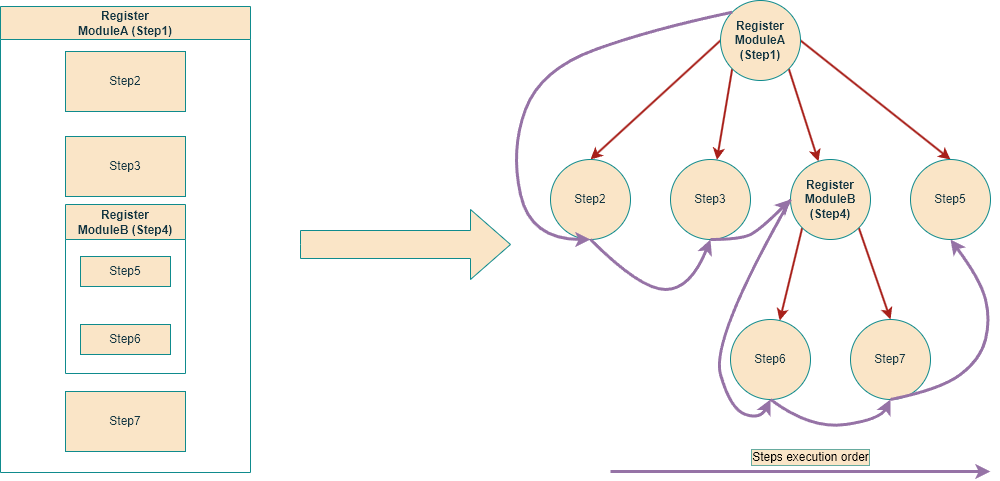 Register
ModuleA (Step1)
Step2
Step3
Register
ModuleB (Step4)
Step5
Step6
Step7
Register
ModuleA
(Step1)
Step2
Step3
Register
ModuleB
(Step4)
Step5
Step6
Step7
Steps execution order